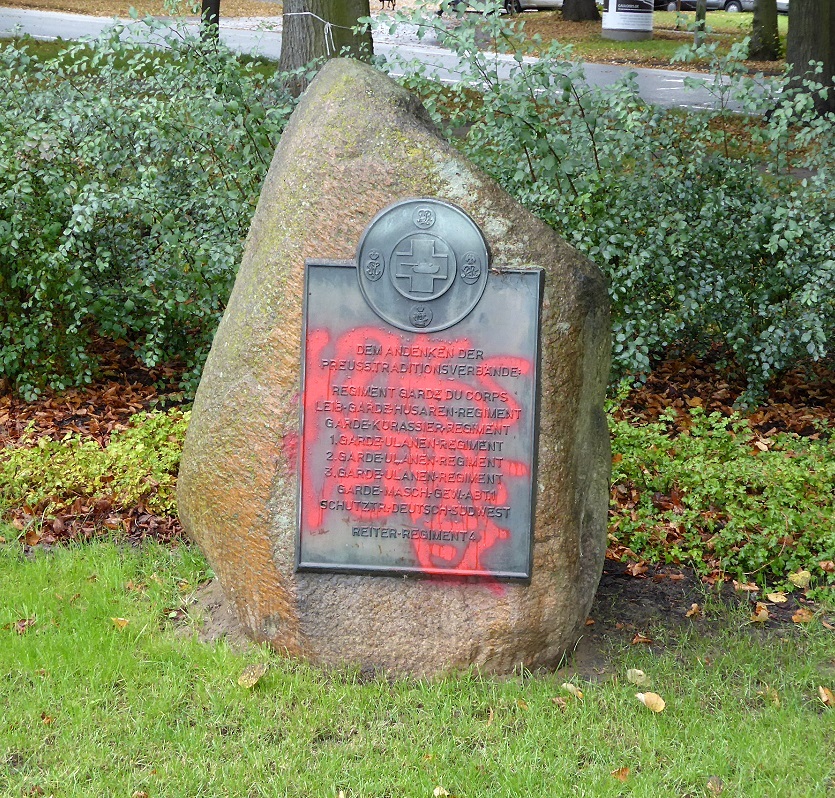 DEM ANDENKEN DER
PREUSS. TRADITIONSVERBÄNDE:
REGIMENT GARDE DU CORPS
LEIB-GARDE-HUSAREN-REGIMENT
GARDE-KÜRASSIER-REGIMENT
1. GARDE-ULANEN-REGIMENT
2. GARDE-ULANEN-REGIMENT
3. GARDE-ULANEN-REGIMENT
GARDE-MASCH.-GEW.-ABT. 1
SCHUTZTR.-DEUTSCH-SÜDWEST
REITER-REGIMENT 4